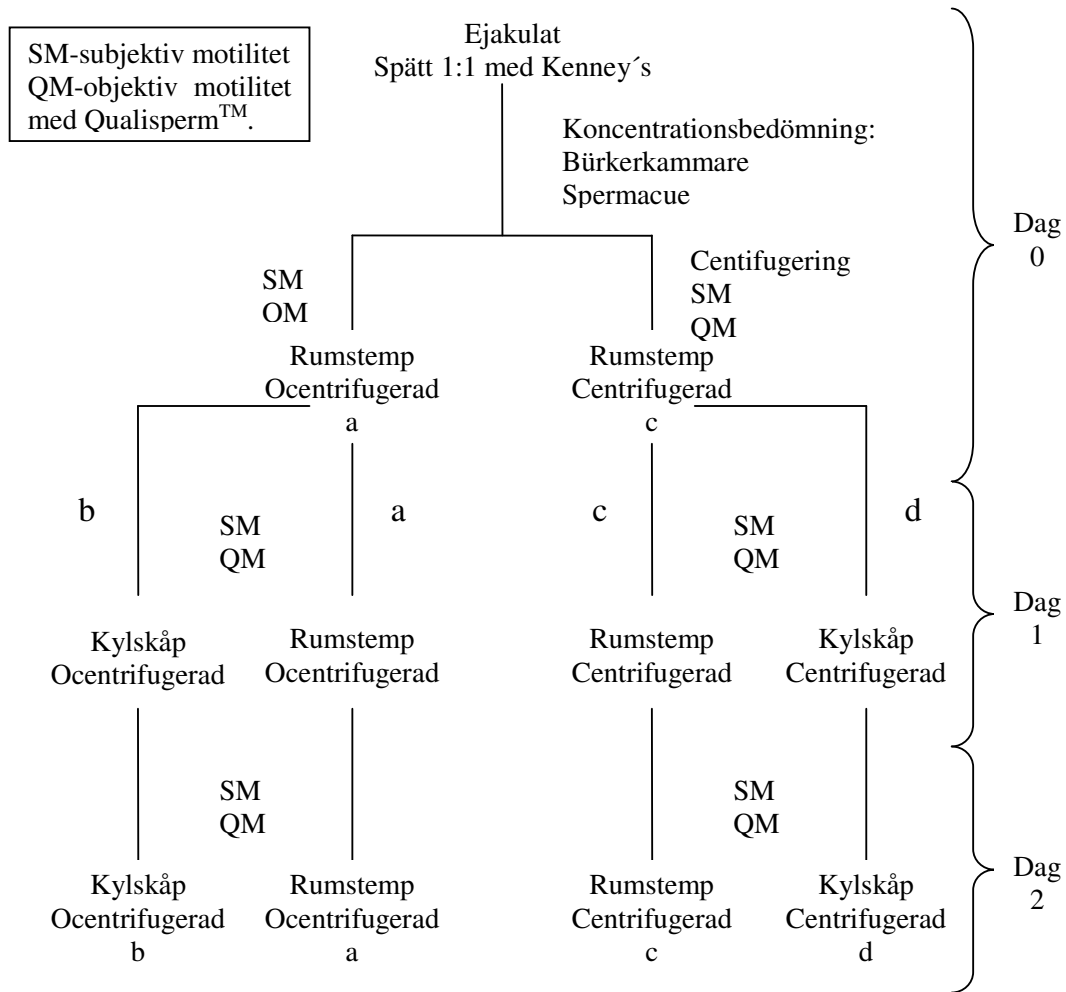 SM-subjektiv motilitet
QM-objektiv motilitet
med Qualisperm™.
Ejakulat
Spätt 1:1 med Kenney´s
Koncentrationsbedömning:
Bürkerkammare
Spermacue
Dag
0
SM
OM
Centifugering
SM
QM
Rumstemp
Ocentrifugerad
a
Rumstemp
Centrifugerad
c
b
SM
QM
a
c
SM
QM
d
Dag
1
Kylskåp
Ocentrifugerad
Rumstemp
Ocentrifugerad
Rumstemp
Centrifugerad
Kylskåp
Centrifugerad
SM
QM
SM
QM
Dag
2
Kylskåp
Ocentrifugerad
b
Rumstemp
Ocentrifugerad
a
Rumstemp
Centrifugerad
c
Kylskåp
Centrifugerad
d